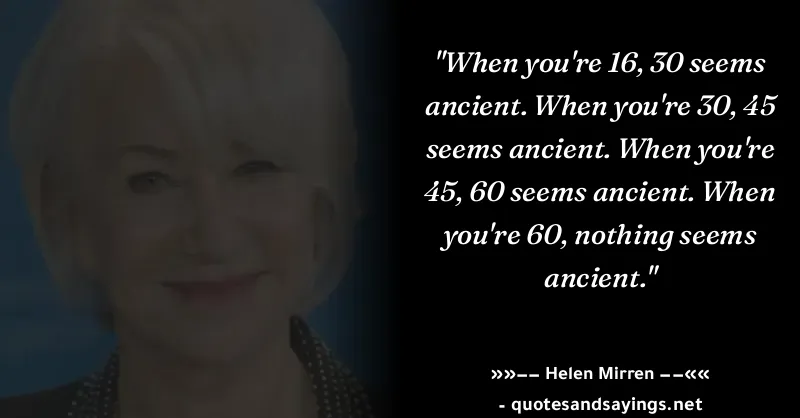 "When you're 16, 30 seems
ancient. When you're 30, 45
seems ancient. When you're
45, 60 seems ancient. When
you're 60, nothing seems
ancient."
»»−− Helen Mirren −−««
- quotesandsayings.net